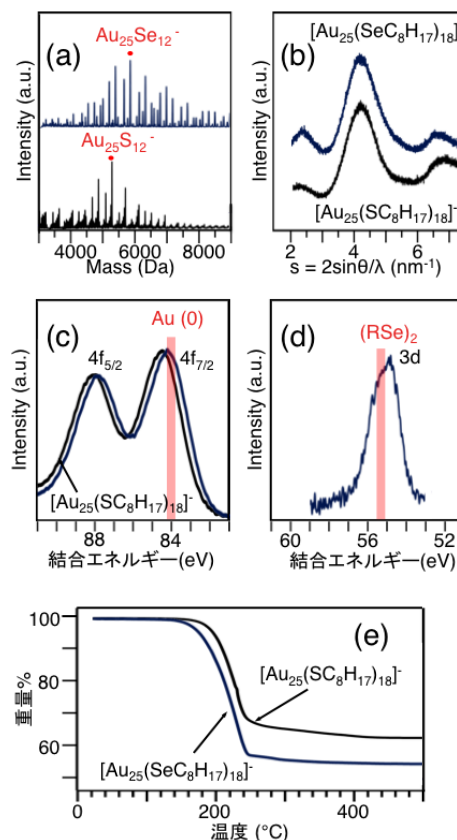 (a)
Au₂₅Se₁₂⁻
Au₂₅S₁₂⁻
Intensity (a.u.)
4000 6000 8000
Mass (Da)
(b)
[Au₂₅(SeC₈H₁₇)₁₈]⁻
[Au₂₅(SC₈H₁₇)₁₈]⁻
Intensity (a.u.)
2 4 6
s = 2sinθ/λ (nm⁻¹)
(c)
Au (0)
4f₅/₂
4f₇/₂
[Au₂₅(SC₈H₁₇)₁₈]⁻
Intensity (a.u.)
88 84
結合エネルギー(eV)
(d)
(RSe)₂
3d
Intensity (a.u.)
60 56 52
結合エネルギー(eV)
(e)
[Au₂₅(SC₈H₁₇)₁₈]⁻
[Au₂₅(SeC₈H₁₇)₁₈]⁻
重量%
100
80
60
0 200 400
温度 (°C)